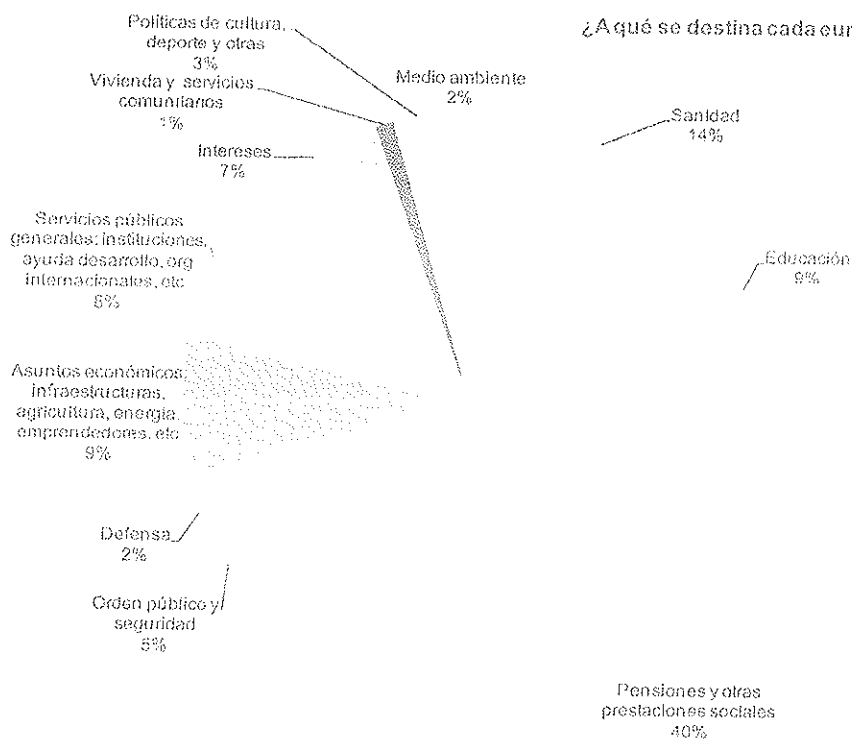 ¿A qué se destina cada eur
Políticas de cultura,
deporte y otras
3%
Medio ambiente
2%
Vivienda y servicios
comunitarios
1%
Sanidad
14%
Intereses
7%
Servicios públicos
generales: instituciones,
ayuda desarrollo, org
internacionales, etc
Educación
9%
Asuntos económicos:
infraestructuras,
agricultura, energía,
emprendedores, etc
9%
Defensa
2%
Orden público y
seguridad
5%
Pensiones y otras
prestaciones sociales
40%